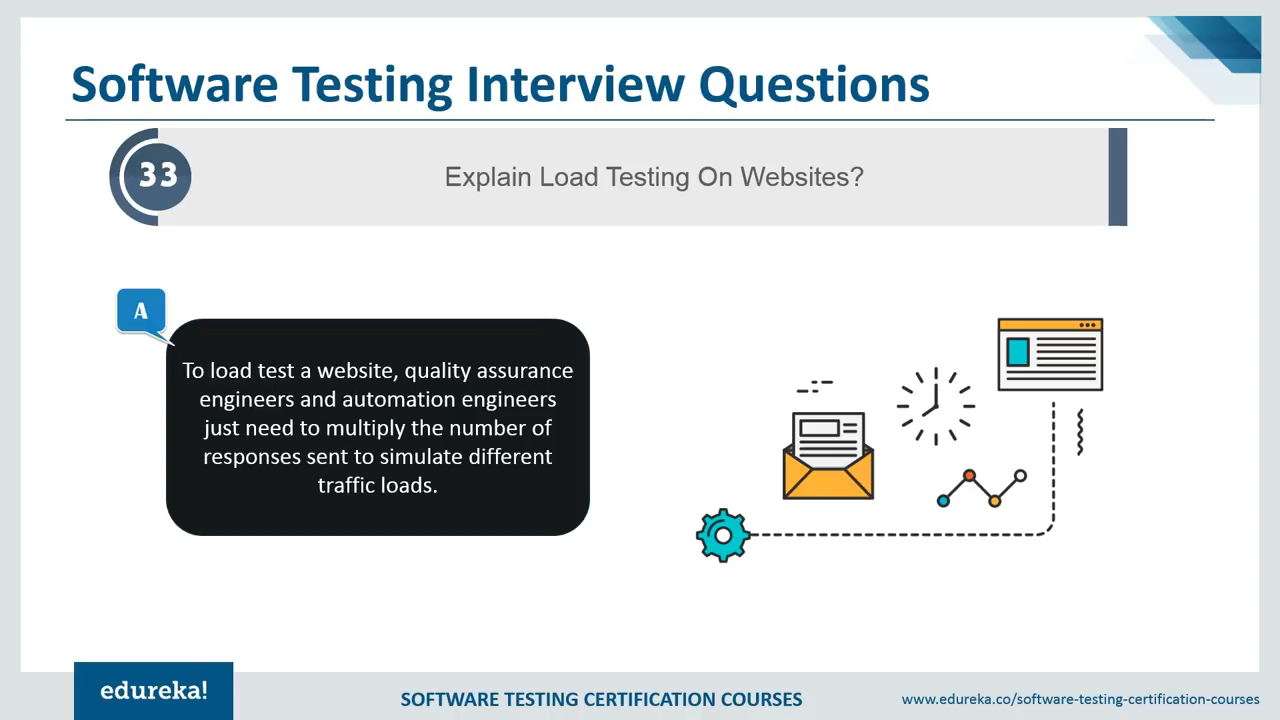 Software Testing Interview Questions
33
Explain Load Testing On Websites?
A
To load test a website, quality assurance
engineers and automation engineers
just need to multiply the number of
responses sent to simulate different
traffic loads.
edureka!
SOFTWARE TESTING CERTIFICATION COURSES
www.edureka.co/software-testing-certification-courses